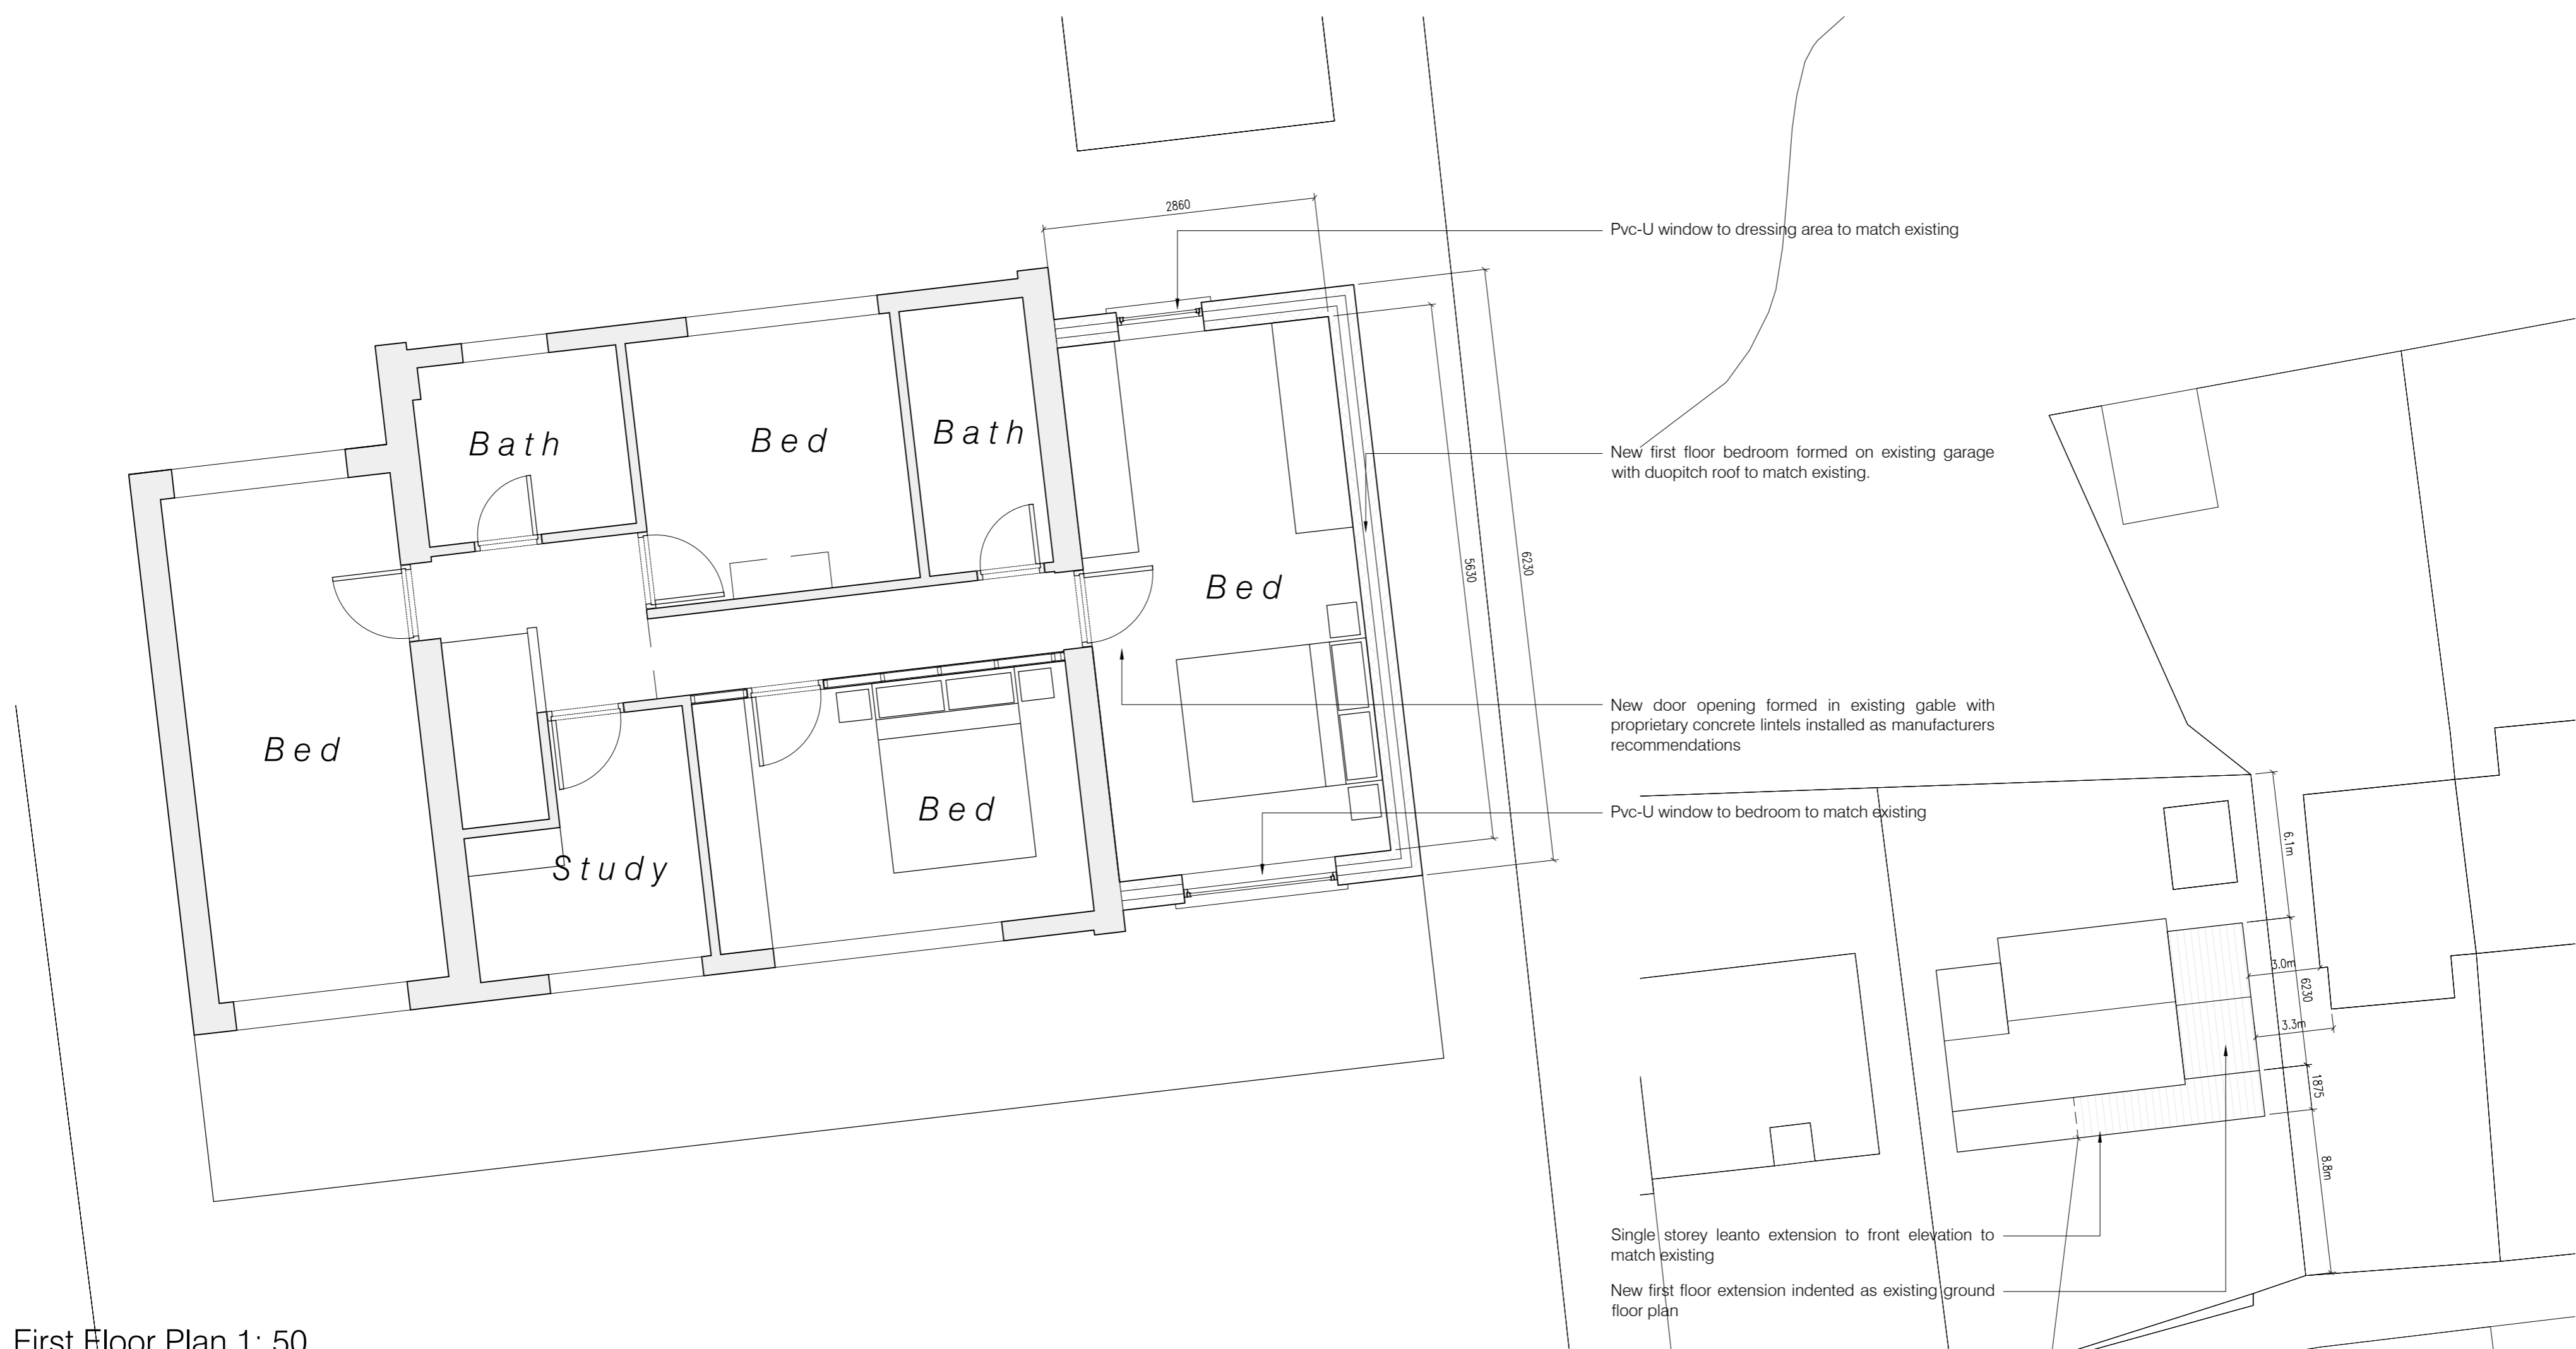 2860
Pvc-U window to dressing area to match existing
Bath
Bed
Bath
New first floor bedroom formed on existing garage
with duopitch roof to match existing.
5630
6230
Bed
New door opening formed in existing gable with
proprietary concrete lintels installed as manufacturers
recommendations
Bed
Bed
Study
Pvc-U window to bedroom to match existing
6.1m
3.0m
6230
3.3m
1875
8.8m
Single storey leanto extension to front elevation to
match existing
New first floor extension indented as existing ground
floor plan
First Floor Plan 1: 50